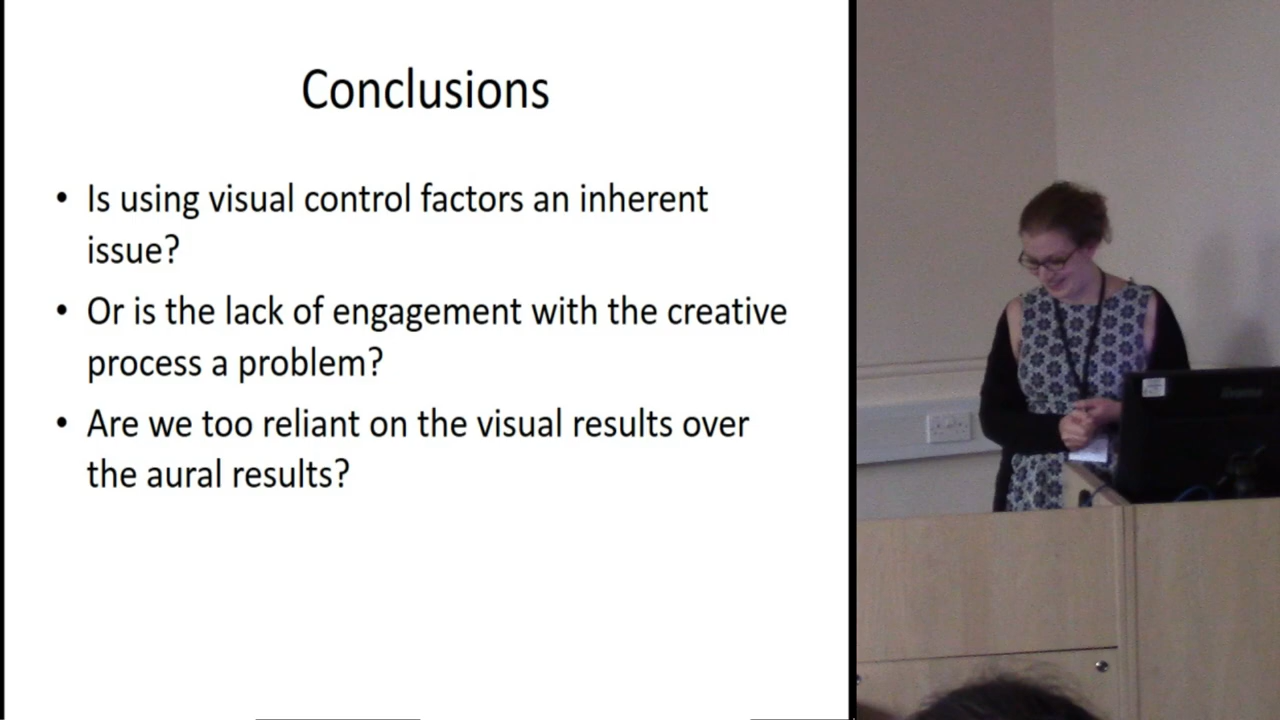 Conclusions
• Is using visual control factors an inherent
issue?
• Or is the lack of engagement with the creative
process a problem?
• Are we too reliant on the visual results over
the aural results?